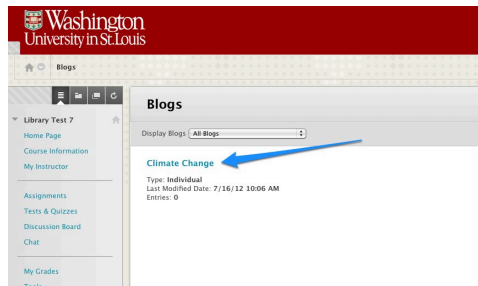 Washington
University in St.Louis
Blogs
Library Test 7
Home Page
Course Information
My Instructor
Assignments
Tests & Quizzes
Discussion Board
Chat
My Grades
Tools
Blogs
Display Blogs All Blogs
Climate Change
Type: Individual
Last Modified Date: 7/16/12 10:06 AM
Entries: 0